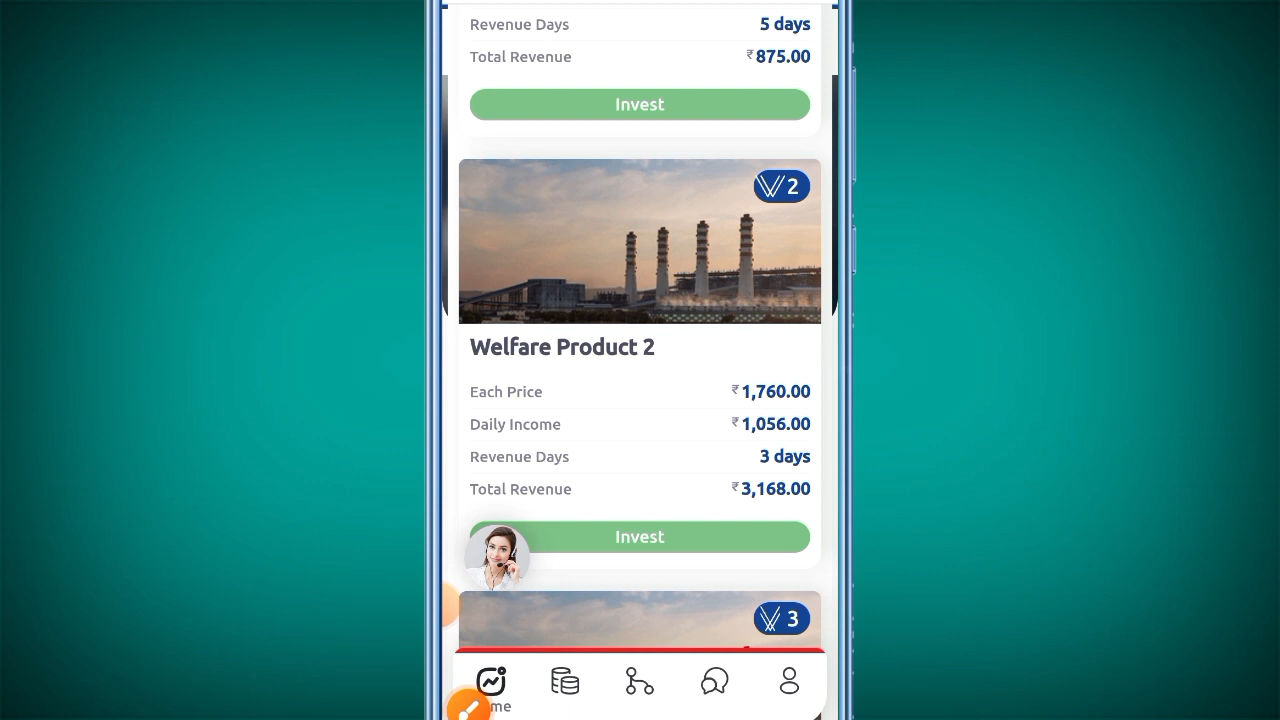 Revenue Days 5 days
Total Revenue ₹875.00
Invest
2
Welfare Product 2
Each Price ₹1,760.00
Daily Income ₹1,056.00
Revenue Days 3 days
Total Revenue ₹3,168.00
Invest
3
me